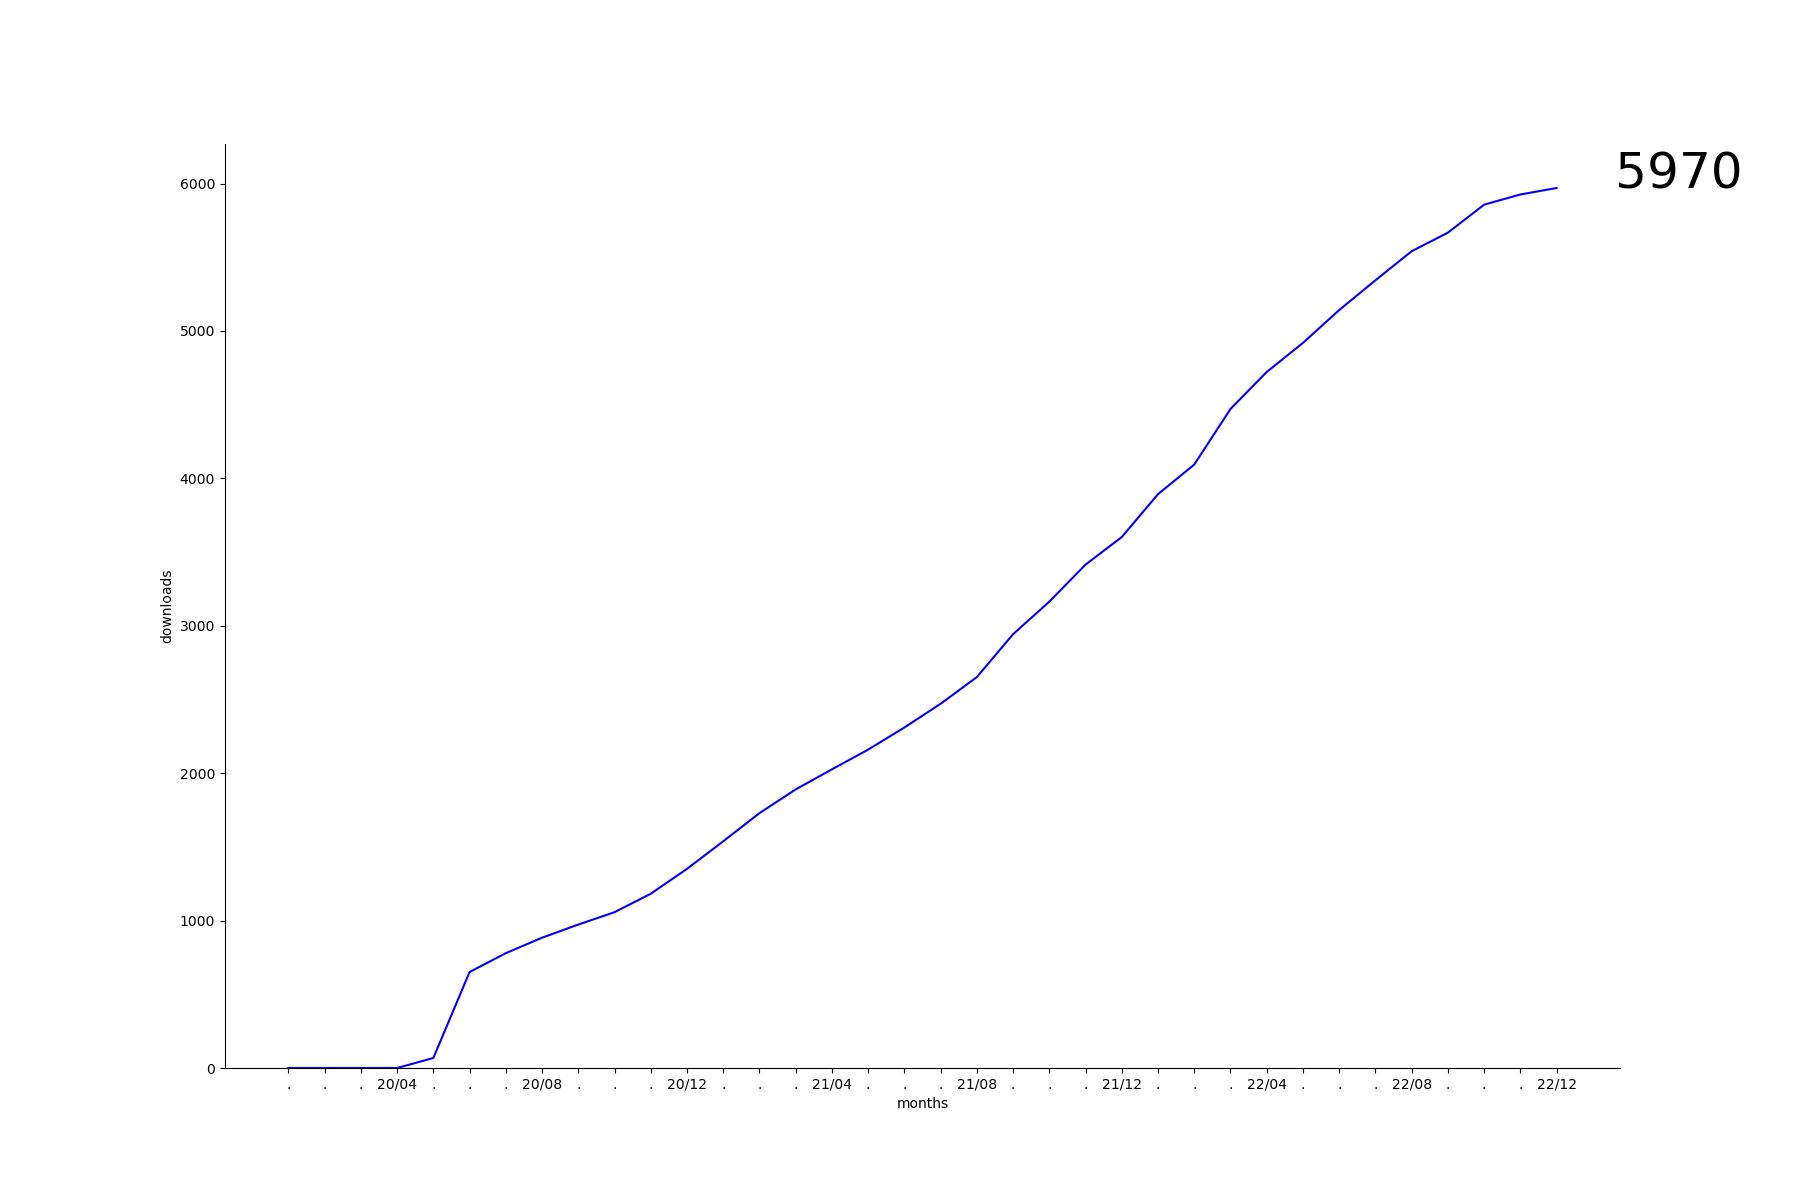 5970
6000
5000
4000
3000
2000
1000
0
downloads
. . . 20/04 . . . 20/08 . . . 20/12 . . . 21/04 . . . 21/08 . . . 21/12 . . . 22/04 . . . 22/08 . . . 22/12
months